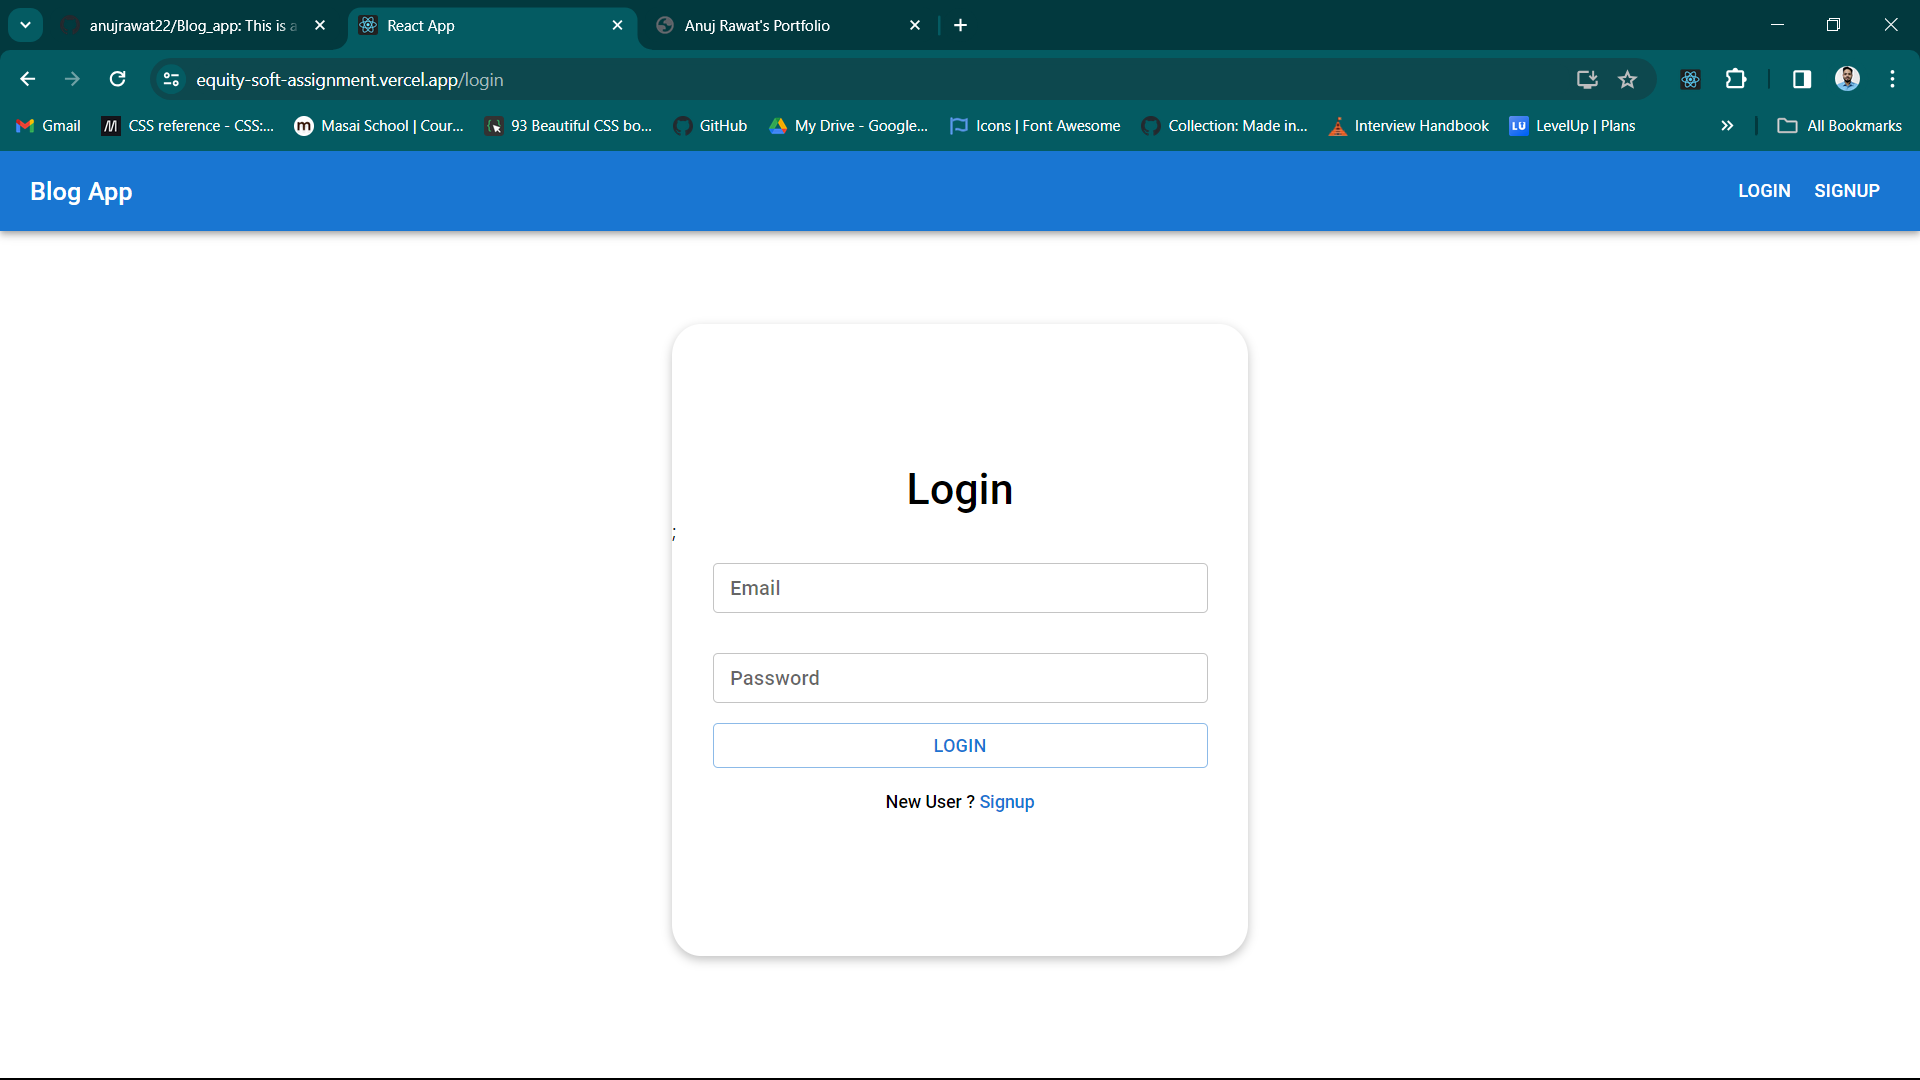 anujrawat22/Blog_app: This is a
React App
Anuj Rawat's Portfolio
equity-soft-assignment.vercel.app/login
Gmail
M CSS reference - CSS:...
m Masai School | Cour...
93 Beautiful CSS bo...
GitHub
My Drive - Google...
Icons | Font Awesome
Collection: Made in...
Interview Handbook
LU LevelUp | Plans
All Bookmarks
Blog App
LOGIN SIGNUP
Login
;
Email
Password
LOGIN
New User ? Signup